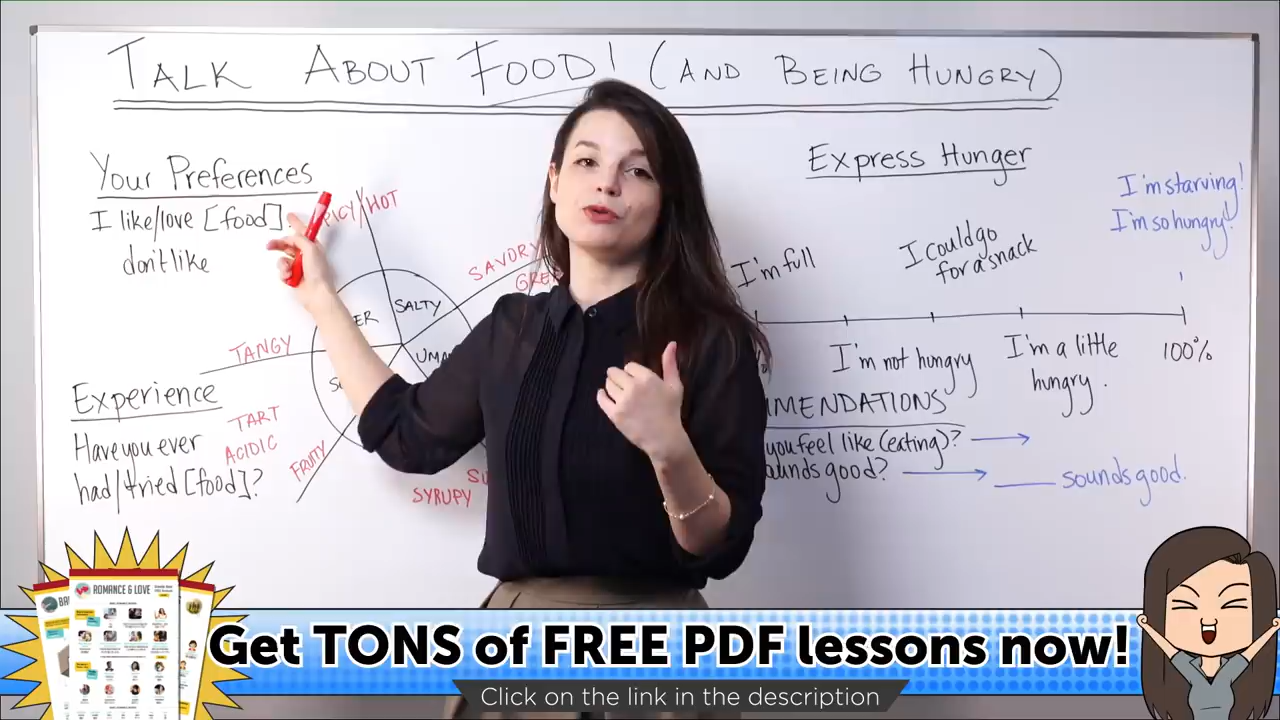 TALK ABOUT FOOD! (AND BEING HUNGRY)
Your Preferences
I like/love [food].
don't like
Experience
Have you ever
had/tried [food]?
SPICY/HOT
SAVORY
SALTY
TANGY
TART
ACIDIC
FRUITY
SYRUPY
Express Hunger
I'm starving!
I'm so hungry!
I'm full
I could go
for a snack
I'm not hungry
I'm a little
hungry.
100%
you feel like (eating)?
sounds good?
____ sounds good.
ROMANCE & LOVE
Get TONS of FREE PDF lessons now!
Click on the link in the description